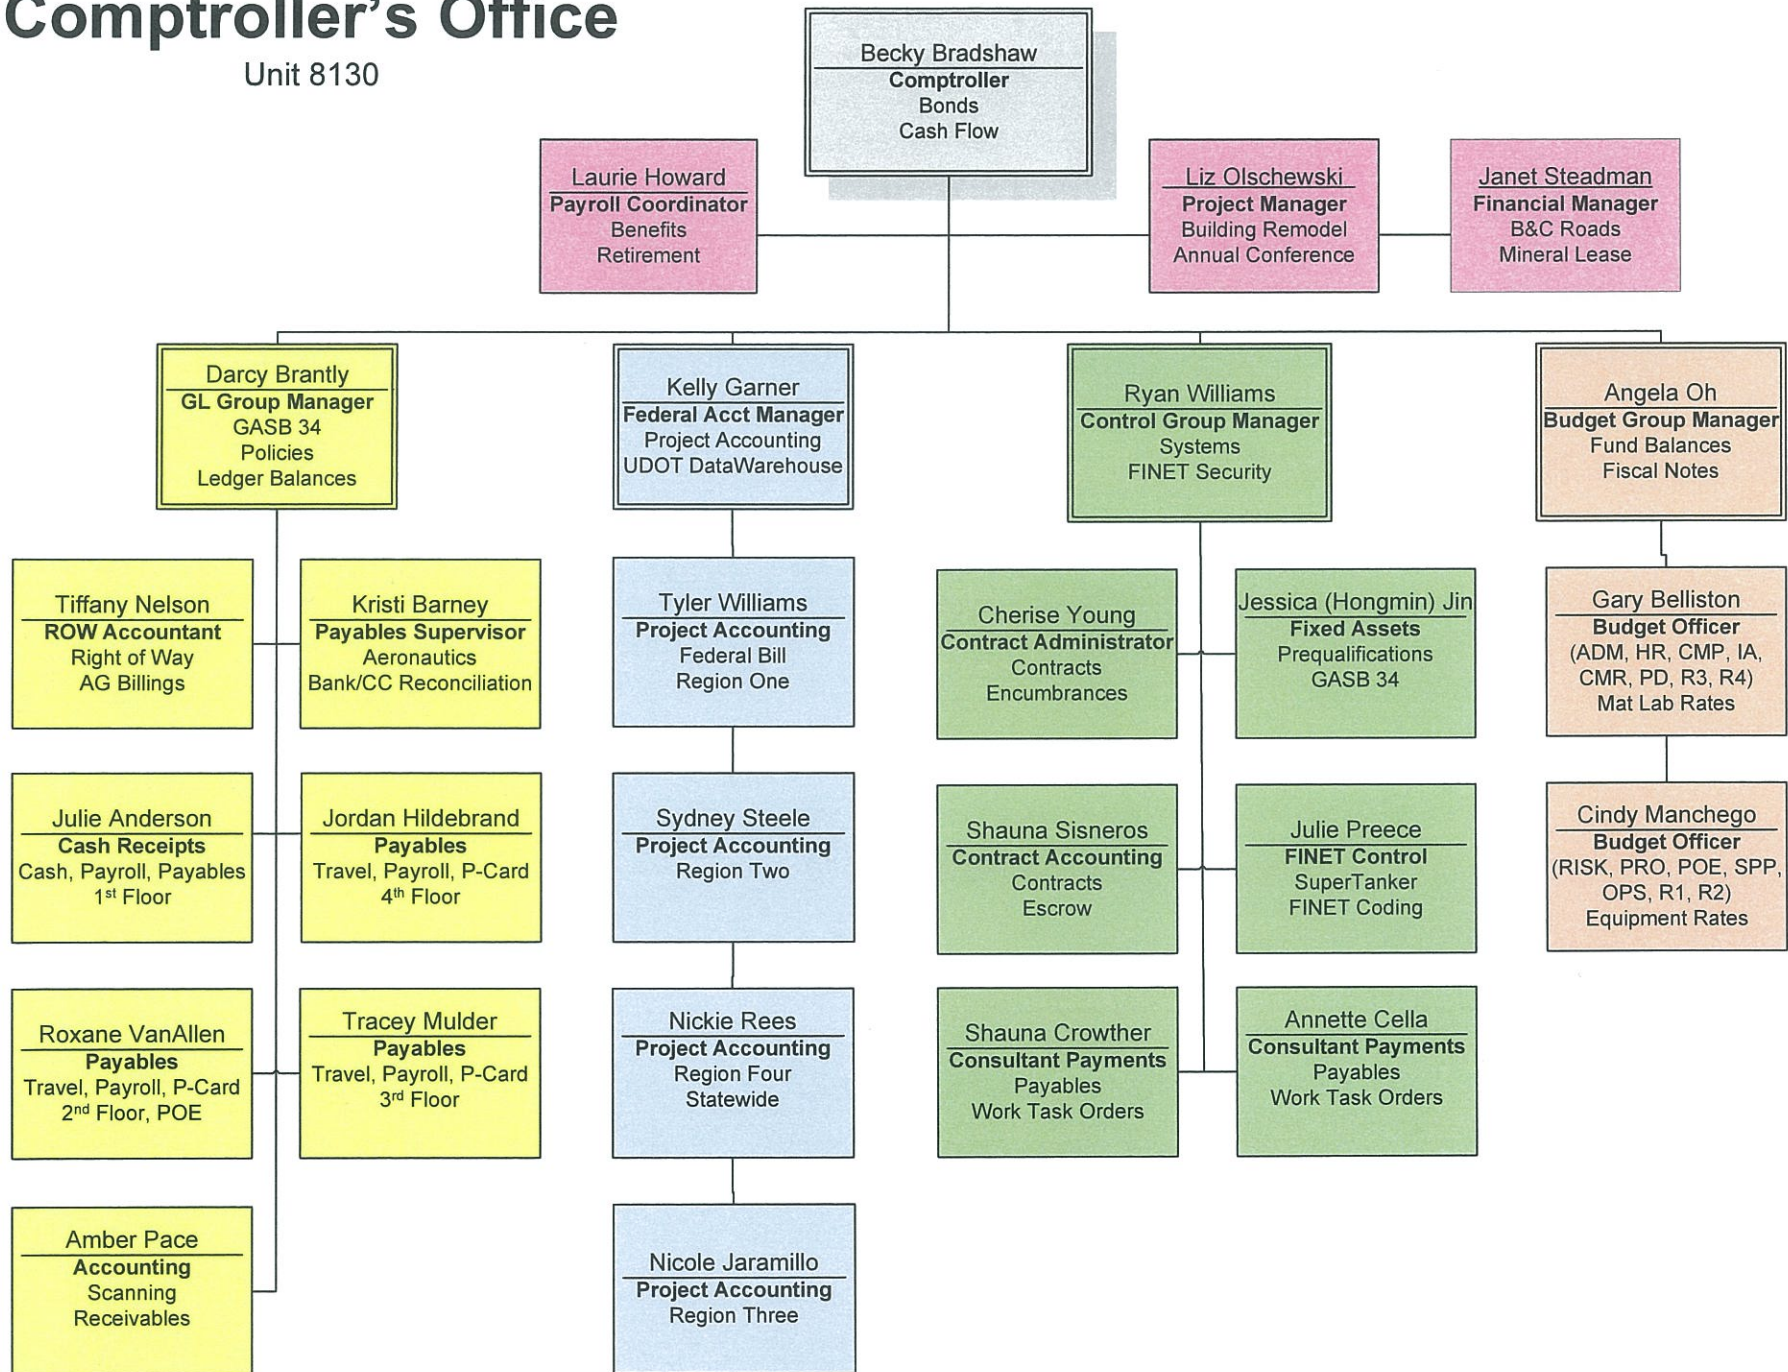 Comptroller's Office
Unit 8130
Becky Bradshaw
Comptroller
Bonds
Cash Flow
Laurie Howard
Payroll Coordinator
Benefits
Retirement
Liz Olschewski
Project Manager
Building Remodel
Annual Conference
Janet Steadman
Financial Manager
B&C Roads
Mineral Lease
Darcy Brantly
GL Group Manager
GASB 34
Policies
Ledger Balances
Kelly Garner
Federal Acct Manager
Project Accounting
UDOT DataWarehouse
Ryan Williams
Control Group Manager
Systems
FINET Security
Angela Oh
Budget Group Manager
Fund Balances
Fiscal Notes
Tiffany Nelson
ROW Accountant
Right of Way
AG Billings
Kristi Barney
Payables Supervisor
Aeronautics
Bank/CC Reconciliation
Tyler Williams
Project Accounting
Federal Bill
Region One
Cherise Young
Contract Administrator
Contracts
Encumbrances
Jessica (Hongmin) Jin
Fixed Assets
Prequalifications
GASB 34
Gary Belliston
Budget Officer
(ADM, HR, CMP, IA,
CMR, PD, R3, R4)
Mat Lab Rates
Julie Anderson
Cash Receipts
Cash, Payroll, Payables
1st Floor
Jordan Hildebrand
Payables
Travel, Payroll, P-Card
4th Floor
Sydney Steele
Project Accounting
Region Two
Shauna Sisneros
Contract Accounting
Contracts
Escrow
Julie Preece
FINET Control
SuperTanker
FINET Coding
Cindy Manchego
Budget Officer
(RISK, PRO, POE, SPP,
OPS, R1, R2)
Equipment Rates
Roxane VanAllen
Payables
Travel, Payroll, P-Card
2nd Floor, POE
Tracey Mulder
Payables
Travel, Payroll, P-Card
3rd Floor
Nickie Rees
Project Accounting
Region Four
Statewide
Shauna Crowther
Consultant Payments
Payables
Work Task Orders
Annette Cella
Consultant Payments
Payables
Work Task Orders
Amber Pace
Accounting
Scanning
Receivables
Nicole Jaramillo
Project Accounting
Region Three